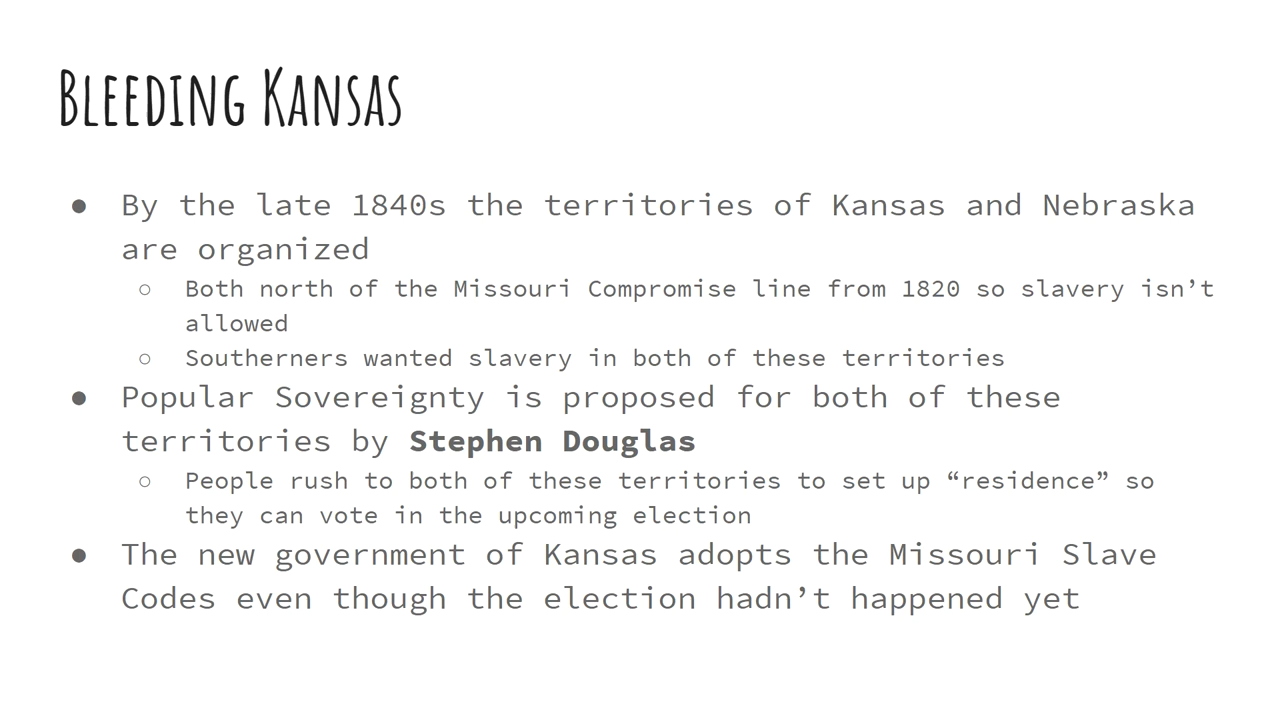 Bleeding Kansas
● By the late 1840s the territories of Kansas and Nebraska
are organized
○ Both north of the Missouri Compromise line from 1820 so slavery isn’t
allowed
○ Southerners wanted slavery in both of these territories
● Popular Sovereignty is proposed for both of these
territories by Stephen Douglas
○ People rush to both of these territories to set up “residence” so
they can vote in the upcoming election
● The new government of Kansas adopts the Missouri Slave
Codes even though the election hadn’t happened yet